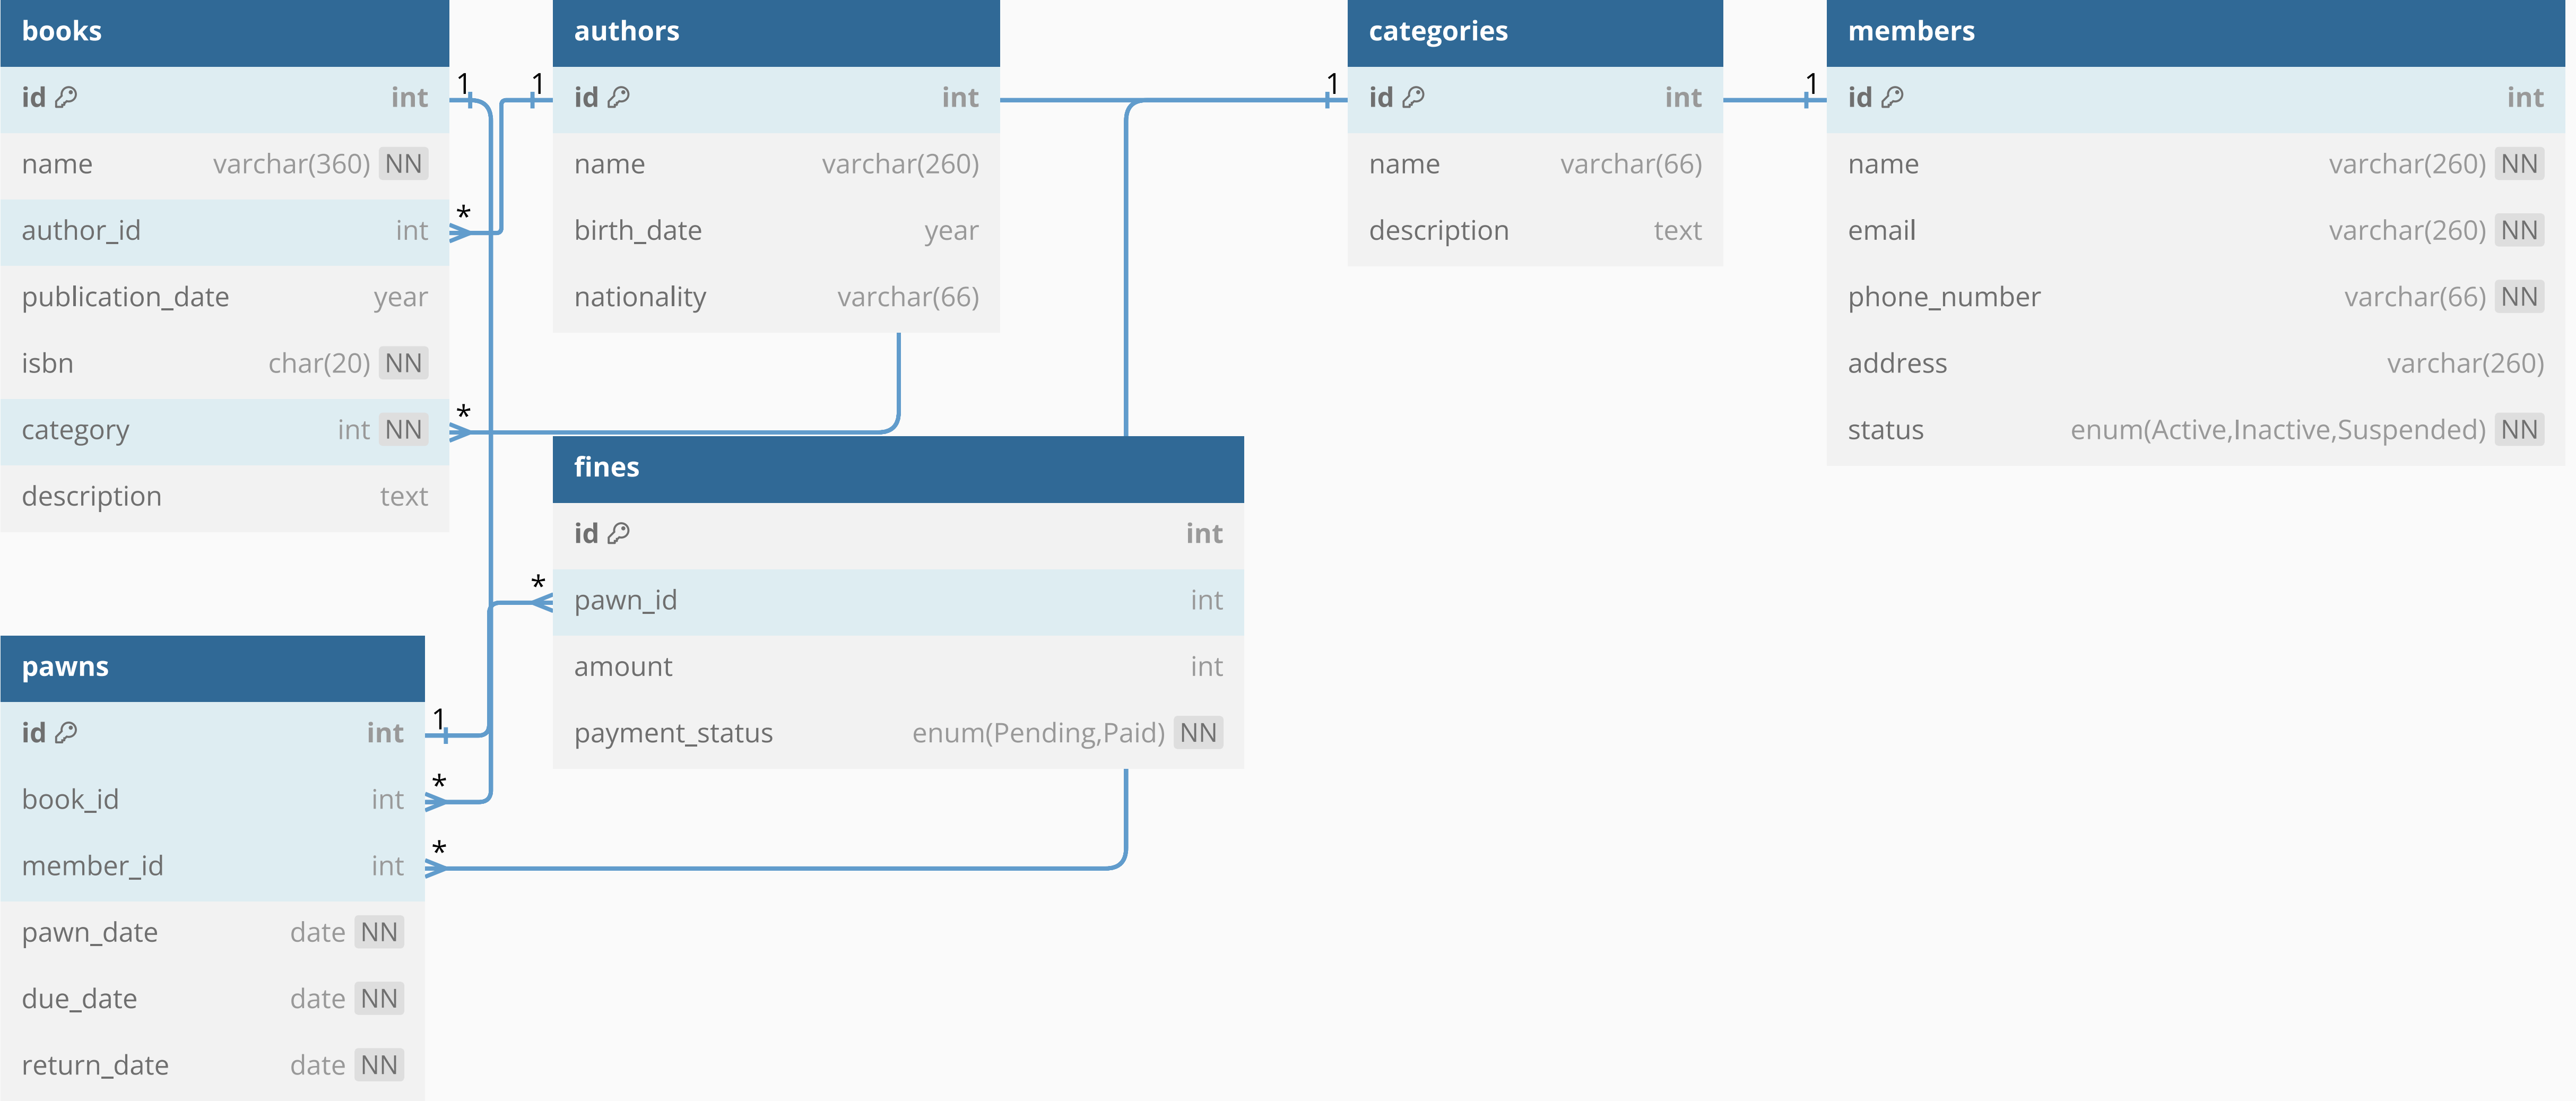 books
id int
name varchar(360) NN
author_id int
publication_date year
isbn char(20) NN
category int NN
description text
authors
id int
name varchar(260)
birth_date year
nationality varchar(66)
categories
id int
name varchar(66)
description text
members
id int
name varchar(260) NN
email varchar(260) NN
phone_number varchar(66) NN
address varchar(260)
status enum(Active,Inactive,Suspended) NN
fines
id int
pawn_id int
amount int
payment_status enum(Pending,Paid) NN
pawns
id int
book_id int
member_id int
pawn_date date NN
due_date date NN
return_date date NN
1
1
1
1
*
*
*
1
*
*